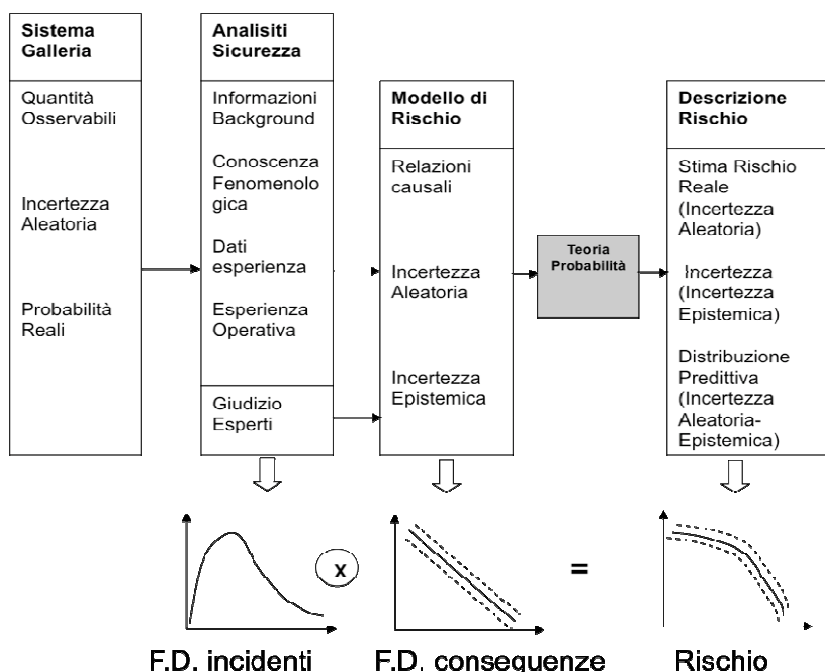 Sistema
Galleria
Quantità
Osservabili
Incertezza
Aleatoria
Probabilità
Reali
Analisiti
Sicurezza
Informazioni
Background
Conoscenza
Fenomenolo
gica
Dati
esperienza
Esperienza
Operativa
Giudizio
Esperti
Modello di
Rischio
Relazioni
causali
Incertezza
Aleatoria
Incertezza
Epistemica
Teoria
Probabilità
Descrizione
Rischio
Stima Rischio
Reale
(Incertezza
Aleatoria)
Incertezza
(Incertezza
Epistemica)
Distribuzione
Predittiva
(Incertezza
Aleatoria-
Epistemica)
x
=
F.D. incidenti
F.D. conseguenze
Rischio